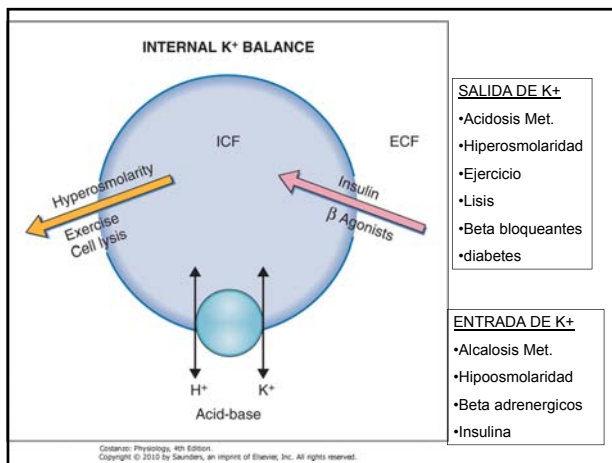 INTERNAL K⁺ BALANCE
ICF
ECF
Hyperosmolarity
Exercise
Cell lysis
Insulin
β Agonists
H⁺
K⁺
Acid-base
Costanzo: Physiology, 4th Edition.
Copyright © 2010 by Saunders, an imprint of Elsevier, Inc. All rights reserved.
SALIDA DE K+
•Acidosis Met.
•Hiperosmolaridad
•Ejercicio
•Lisis
•Beta bloqueantes
•diabetes
ENTRADA DE K+
•Alcalosis Met.
•Hipoosmolaridad
•Beta adrenergicos
•Insulina